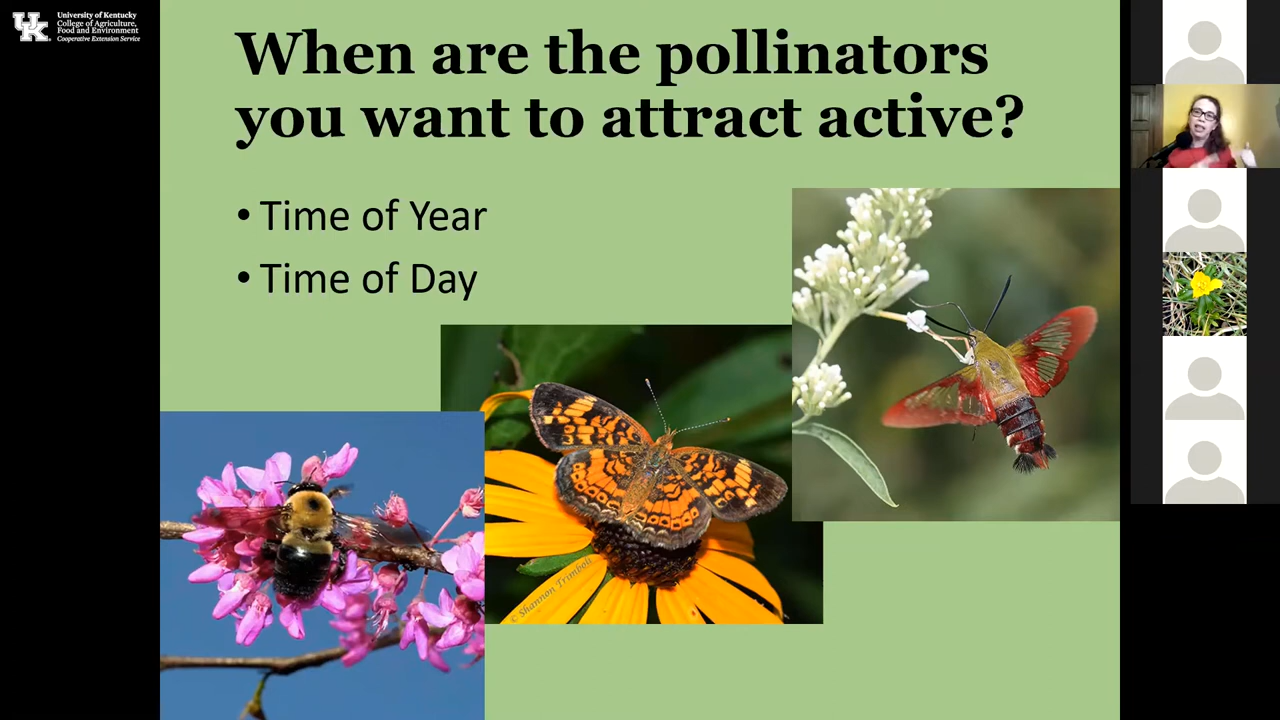 University of Kentucky
College of Agriculture,
Food and Environment
Cooperative Extension Service
UK
When are the pollinators
you want to attract active?
• Time of Year
• Time of Day
© Shannon Trimboli